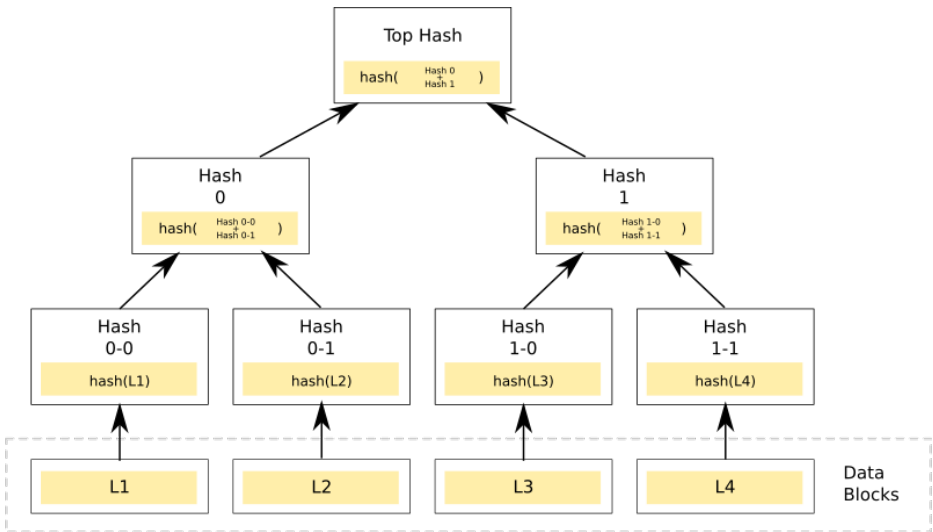 Top Hash
hash( Hash 0 + Hash 1 )
Hash
0
hash( Hash 0-0 + Hash 0-1 )
Hash
1
hash( Hash 1-0 + Hash 1-1 )
Hash
0-0
hash(L1)
Hash
0-1
hash(L2)
Hash
1-0
hash(L3)
Hash
1-1
hash(L4)
L1
L2
L3
L4
Data
Blocks